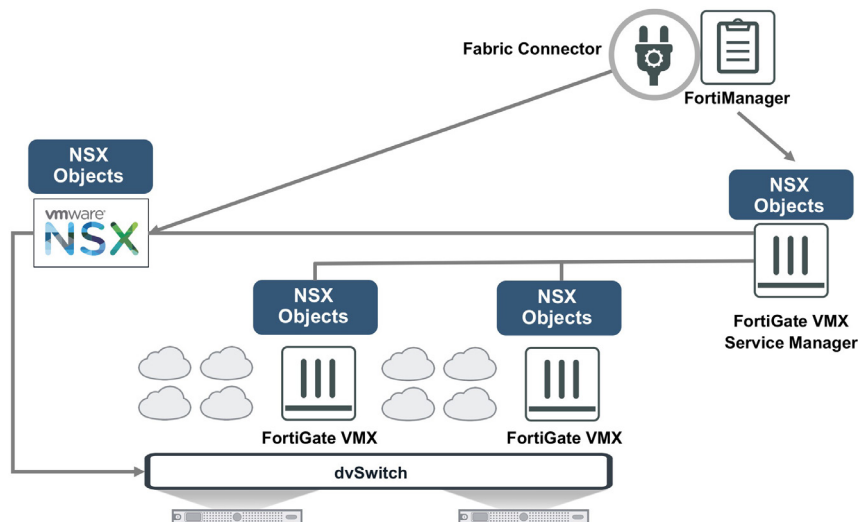 Fabric Connector
FortiManager
NSX
Objects
vmware
NSX
NSX
Objects
NSX
Objects
NSX
Objects
FortiGate VMX
Service Manager
FortiGate VMX
FortiGate VMX
dvSwitch